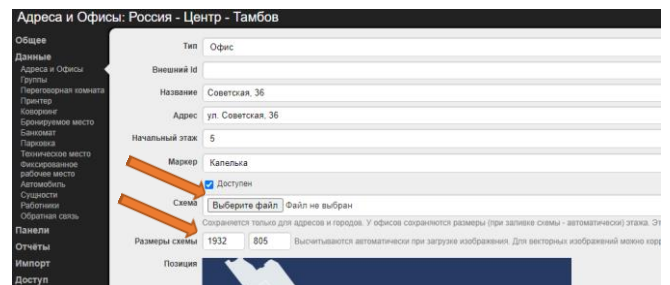 Адреса и Офисы: Россия - Центр - Тамбов
Общее
Данные
Адреса и Офисы
Группы
Переговорная комната
Принтер
Коворкинг
Бронируемое место
Банкомат
Парковка
Техническое место
Фиксированное
рабочее место
Автомобиль
Сущности
Работники
Обратная связь
Панели
Отчёты
Импорт
Доступ
Тип Офис
Внешний Id
Название Советская, 36
Адрес ул. Советская, 36
Начальный этаж 5
Маркер Капелька
Доступен
Схема Выберите файл Файл не выбран
Сохраняется только для адресов и городов. У офисов сохраняются размеры (при заливке схемы - автоматически) этажа.
Размеры схемы 1932 805 Высчитываются автоматически при загрузке изображения. Для векторных изображений можно
Позиция